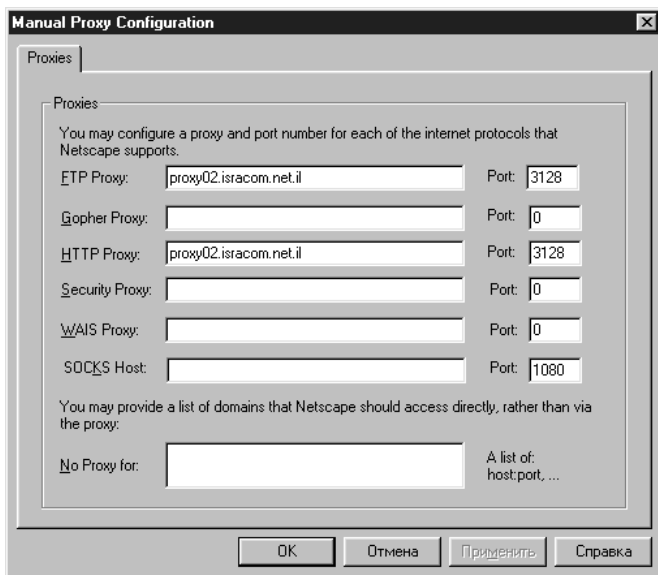 Manual Proxy Configuration
Proxies
Proxies
You may configure a proxy and port number for each of the internet protocols that
Netscape supports.
FTP Proxy: proxy02.isracom.net.il Port: 3128
Gopher Proxy: Port: 0
HTTP Proxy: proxy02.isracom.net.il Port: 3128
Security Proxy: Port: 0
WAIS Proxy: Port: 0
SOCKS Host: Port: 1080
You may provide a list of domains that Netscape should access directly, rather than via
the proxy:
No Proxy for: A list of:
host:port, ...
OK Отмена Применить Справка